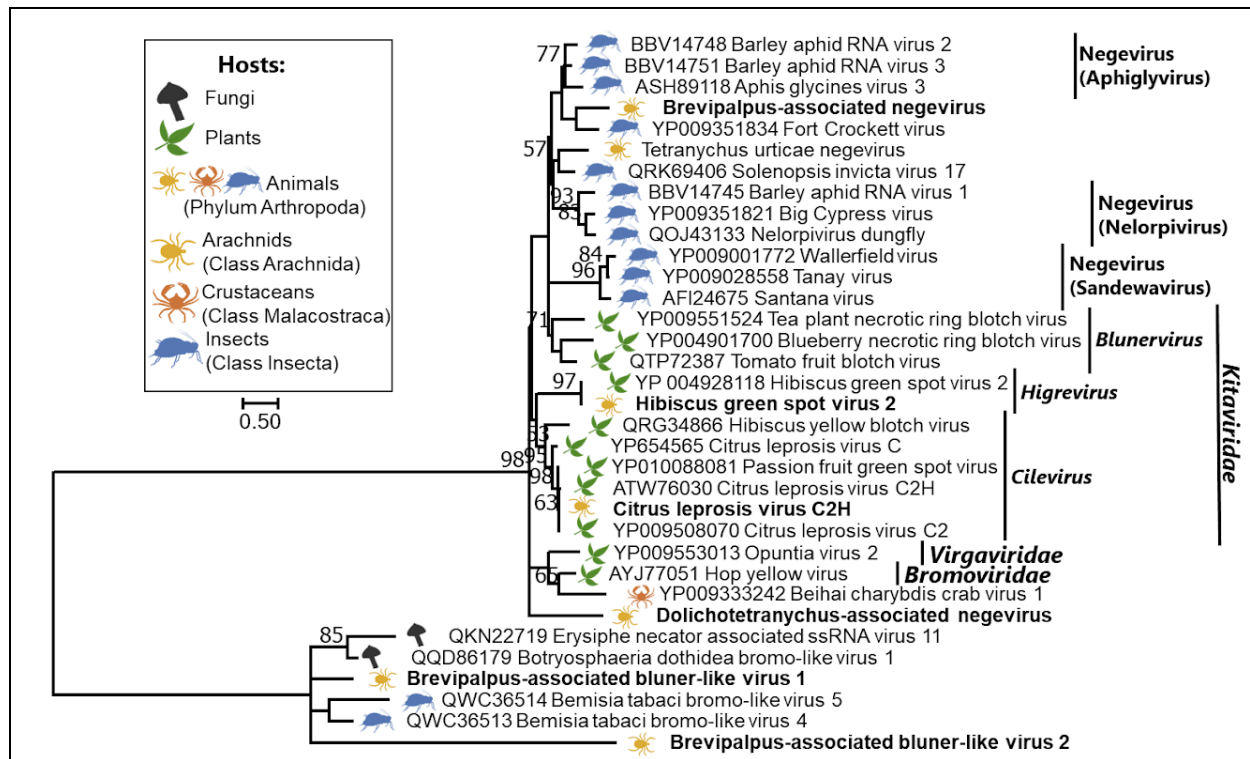 Hosts:
Fungi
Plants
Animals
(Phylum Arthropoda)
Arachnids
(Class Arachnida)
Crustaceans
(Class Malacostraca)
Insects
(Class Insecta)
0.50
77
57
93
83
84
96
71
97
53
95
98
98
63
65
85
BBV14748 Barley aphid RNA virus 2
BBV14751 Barley aphid RNA virus 3
ASH89118 Aphis glycines virus 3
Brevipalpus-associated negevirus
YP009351834 Fort Crockett virus
Tetranychus urticae negevirus
QRK69406 Solenopsis invicta virus 17
BBV14745 Barley aphid RNA virus 1
YP009351821 Big Cypress virus
QOJ43133 Nelorpivirus dungfly
YP009001772 Wallerfield virus
YP009028558 Tanay virus
AFI24675 Santana virus
YP009551524 Tea plant necrotic ring blotch virus
YP004901700 Blueberry necrotic ring blotch virus
QTP72387 Tomato fruit blotch virus
YP 004928118 Hibiscus green spot virus 2
Hibiscus green spot virus 2
QRG34866 Hibiscus yellow blotch virus
YP654565 Citrus leprosis virus C
YP010088081 Passion fruit green spot virus
ATW76030 Citrus leprosis virus C2H
Citrus leprosis virus C2H
YP009508070 Citrus leprosis virus C2
YP009553013 Opuntia virus 2
AYJ77051 Hop yellow virus
YP009333242 Beihai charybdis crab virus 1
Dolichotetranychus-associated negevirus
QKN22719 Erysiphe necator associated ssRNA virus 11
QQD86179 Botryosphaeria dothidea bromo-like virus 1
Brevipalpus-associated bluner-like virus 1
QWC36514 Bemisia tabaci bromo-like virus 5
QWC36513 Bemisia tabaci bromo-like virus 4
Brevipalpus-associated bluner-like virus 2
Negevirus
(Aphiglyvirus)
Negevirus
(Nelorpivirus)
Negevirus
(Sandewavirus)
Blunervirus
Higrevirus
Cilevirus
Virgaviridae
Bromoviridae
Kitaviridae